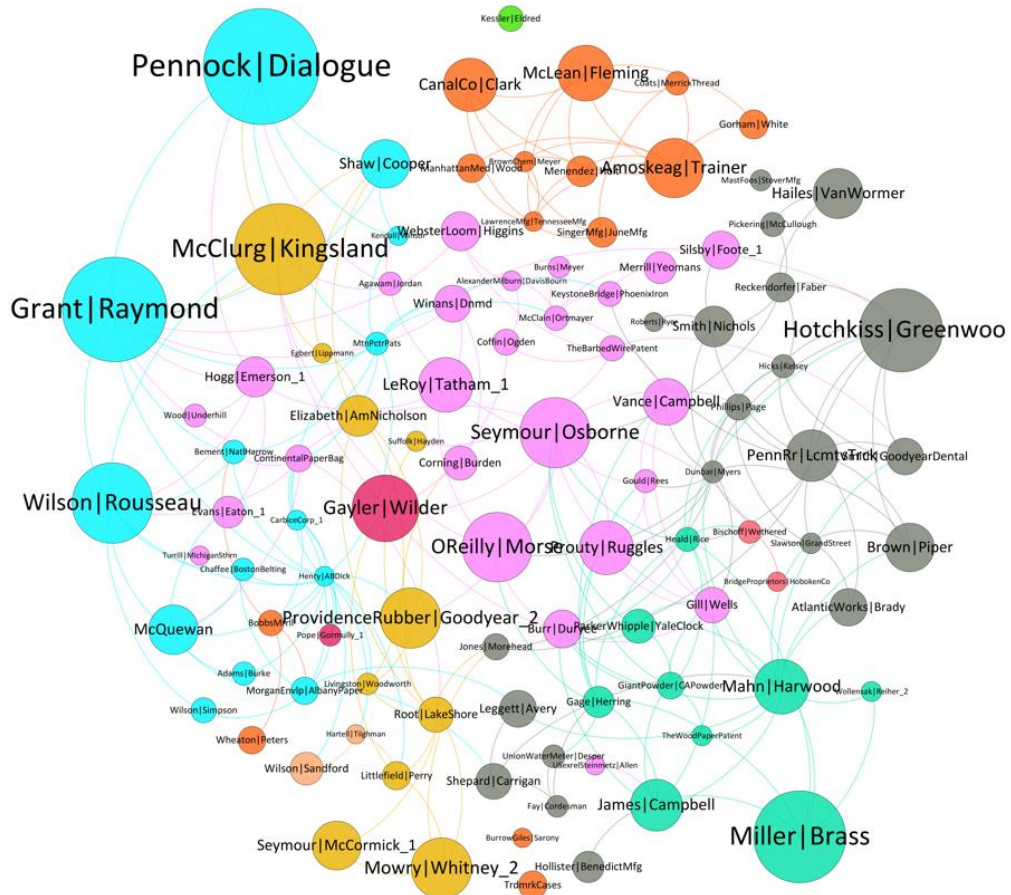 Kessler|Eldred
Pennock|Dialogue
McLean|Fleming
CanalCo|Clark
Coats|MerrickThread
Gorham|White
Shaw|Cooper
BrownChem|Meyer
ManhattanMed|Wood
Amoskeag|Trainer
MastFoos|StoverMfg
Hailes|VanWormer
LawrenceMfg|TennesseeMfg
Pickering|McCullough
WebsterLoom|Higgins
SingerMfg|JuneMfg
McClurg|Kingsland
Silsby|Foote_1
Burns|Meyer
Merrill|Yeomans
Agawam|Jordan
AlexanderMilburn|DavisBourn
Reckendorfer|Faber
KeystoneBridge|PhoenixIron
Winans|Dnmd
Grant|Raymond
McClain|Ortmayer
Roberts|Ryer
Smith|Nichols
Hotchkiss|Greenwoo
MtnPctrPats
Coffin|Ogden
TheBarbedWirePatent
Egbert|Lippmann
Hicks|Kelsey
Hogg|Emerson_1
LeRoy|Tatham_1
Vance|Campbell
Phillips|Page
Wood|Underhill
Elizabeth|AmNicholson
Seymour|Osborne
Suffolk|Hayden
Bement|NatlHarrow
ContinentalPaperBag
Corning|Burden
PennRr|LcmtvTrck
Dunbar|Myers
Gould|Rees
Wilson|Rousseau
Gayler|Wilder
Evans|Eaton_1
CarbiceCorp_1
Bischoff|Wethered
OReilly|Morse
Prouty|Ruggles
Heald|Rice
Slawson|GrandStreet
Brown|Piper
Turrill|MichiganSthrn
Chaffee|BostonBelting
Henry|ABDick
BridgeProprietors|HobokenCo
Gill|Wells
AtlanticWorks|Brady
ProvidenceRubber|Goodyear_2
McQuewan
Pope|Gormully_1
Burr|Duryee
ParkerWhipple|YaleClock
Jones|Morehead
Adams|Burke
Livingston|Woodworth
MorganEnvlp|AlbanyPaper
GiantPowder|CAPowder
Mahn|Harwood
Wollensak|Reiher_2
Gage|Herring
Wilson|Simpson
Leggett|Avery
Root|LakeShore
Hartell|Tilghman
TheWoodPaperPatent
Wheaton|Peters
UnionWaterMeter|Desper
USexrelSteinmetz|Allen
Wilson|Sandford
Littlefield|Perry
Shepard|Carrigan
Fay|Cordesman
James|Campbell
BurrowGiles|Sarony
Miller|Brass
Seymour|McCormick_1
Mowry|Whitney_2
Hollister|BenedictMfg
TrdmrkCases